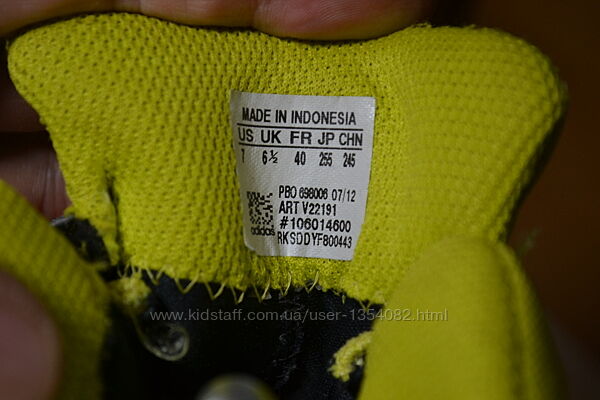 MADE IN INDONESIA
US UK FR JP CHN
7 6½ 40 255 245
PBO 698006 07/12
ART V22191
#106014600
adidas RKSDDYF800443
www.kidstaff.com.ua/user-1354082.html